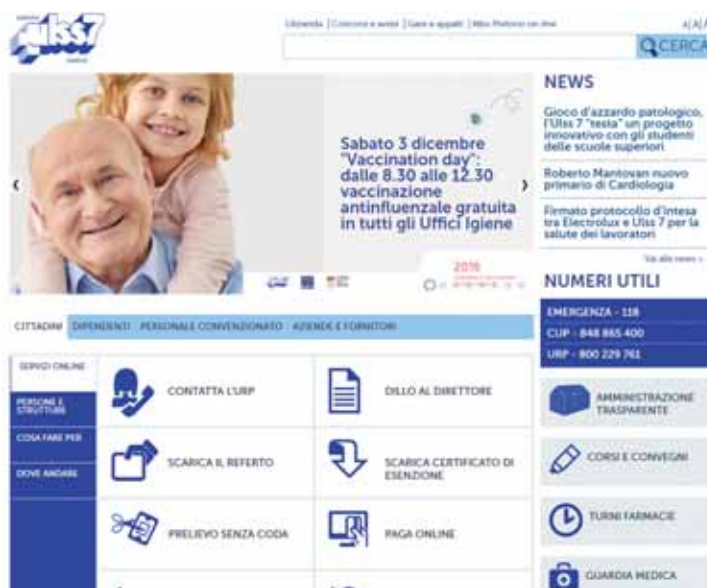 ulss7
L'Azienda | Concorsi e avvisi | Gare e appalti | Albo Pretorio on line
A| A| A
CERCA
Sabato 3 dicembre
"Vaccination day":
dalle 8.30 alle 12.30
vaccinazione
antinfluenzale gratuita
in tutti gli Uffici Igiene
2016
NEWS
Gioco d'azzardo patologico,
l'Ulss 7 "testa" un progetto
innovativo con gli studenti
delle scuole superiori
Roberto Mantovan nuovo
primario di Cardiologia
Firmato protocollo d'intesa
tra Electrolux e Ulss 7 per la
salute dei lavoratori
Vai alle news »
NUMERI UTILI
EMERGENZA - 118
CUP - 848 865 400
URP - 800 229 761
CITTADINI DIPENDENTI PERSONALE CONVENZIONATO AZIENDE E FORNITORI
SERVIZI ONLINE
PERSONE E
STRUTTURE
COSA FARE PER
DOVE ANDARE
CONTATTA L'URP
DILLO AL DIRETTORE
SCARICA IL REFERTO
SCARICA CERTIFICATO DI
ESENZIONE
PRELIEVO SENZA CODA
PAGA ONLINE
AMMINISTRAZIONE
TRASPARENTE
CORSI E CONVEGNI
TURNI FARMACIE
GUARDIA MEDICA